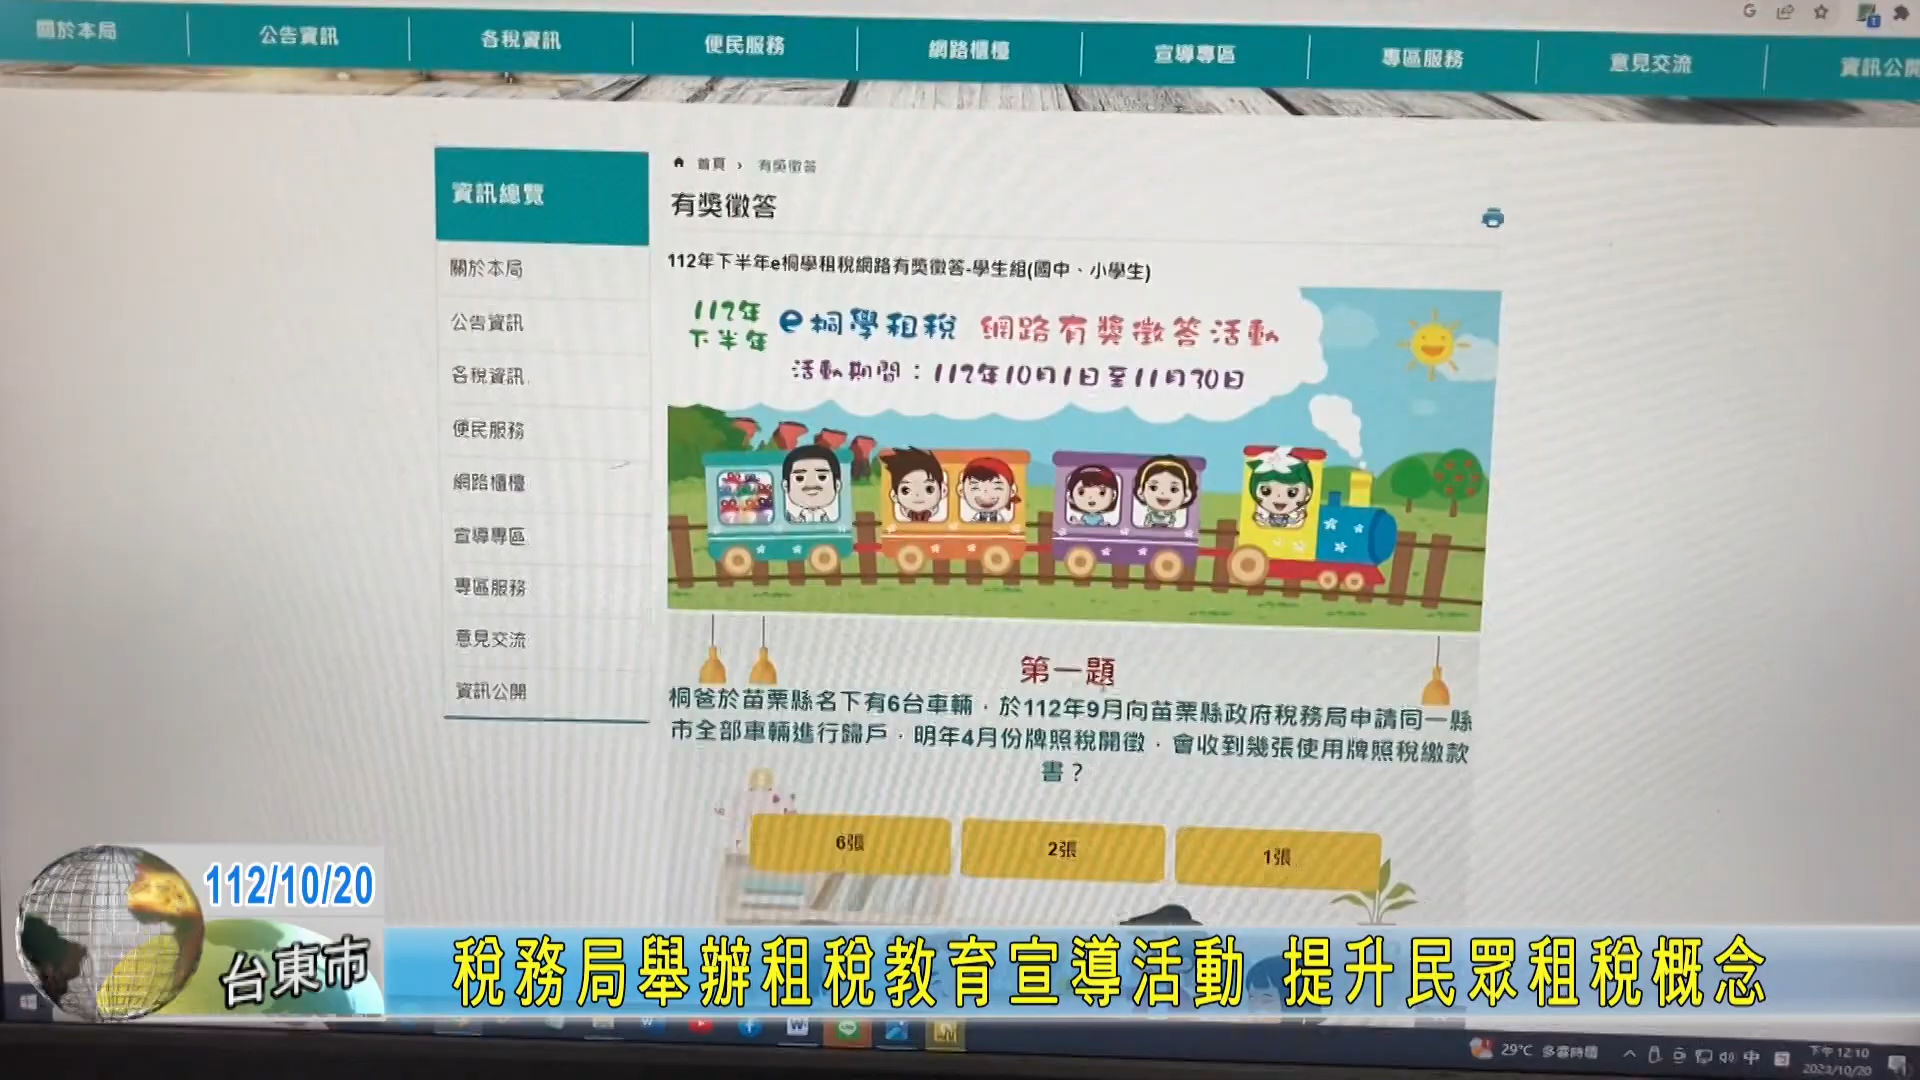 關於本局
公告資訊
各稅資訊
便民服務
網路櫃檯
宣導專區
專區服務
意見交流
資訊公開
資訊總覽
關於本局
公告資訊
各稅資訊
便民服務
網路櫃檯
宣導專區
專區服務
意見交流
資訊公開
首頁 › 有獎徵答
有獎徵答
112年下半年e桐學租稅網路有獎徵答-學生組(國中、小學生)
112年
下半年
e桐學租稅 網路有獎徵答活動
活動期間：112年10月1日至11月30日
第一題
桐爸於苗栗縣名下有6台車輛，於112年9月向苗栗縣政府稅務局申請同一縣
市全部車輛進行歸戶，明年4月份牌照稅開徵，會收到幾張使用牌照稅繳款
書？
6張
2張
1張
112/10/20
台東市
稅務局舉辦租稅教育宣導活動 提升民眾租稅概念
29°C 多雲時晴
中
下午 12:10
2023/10/20